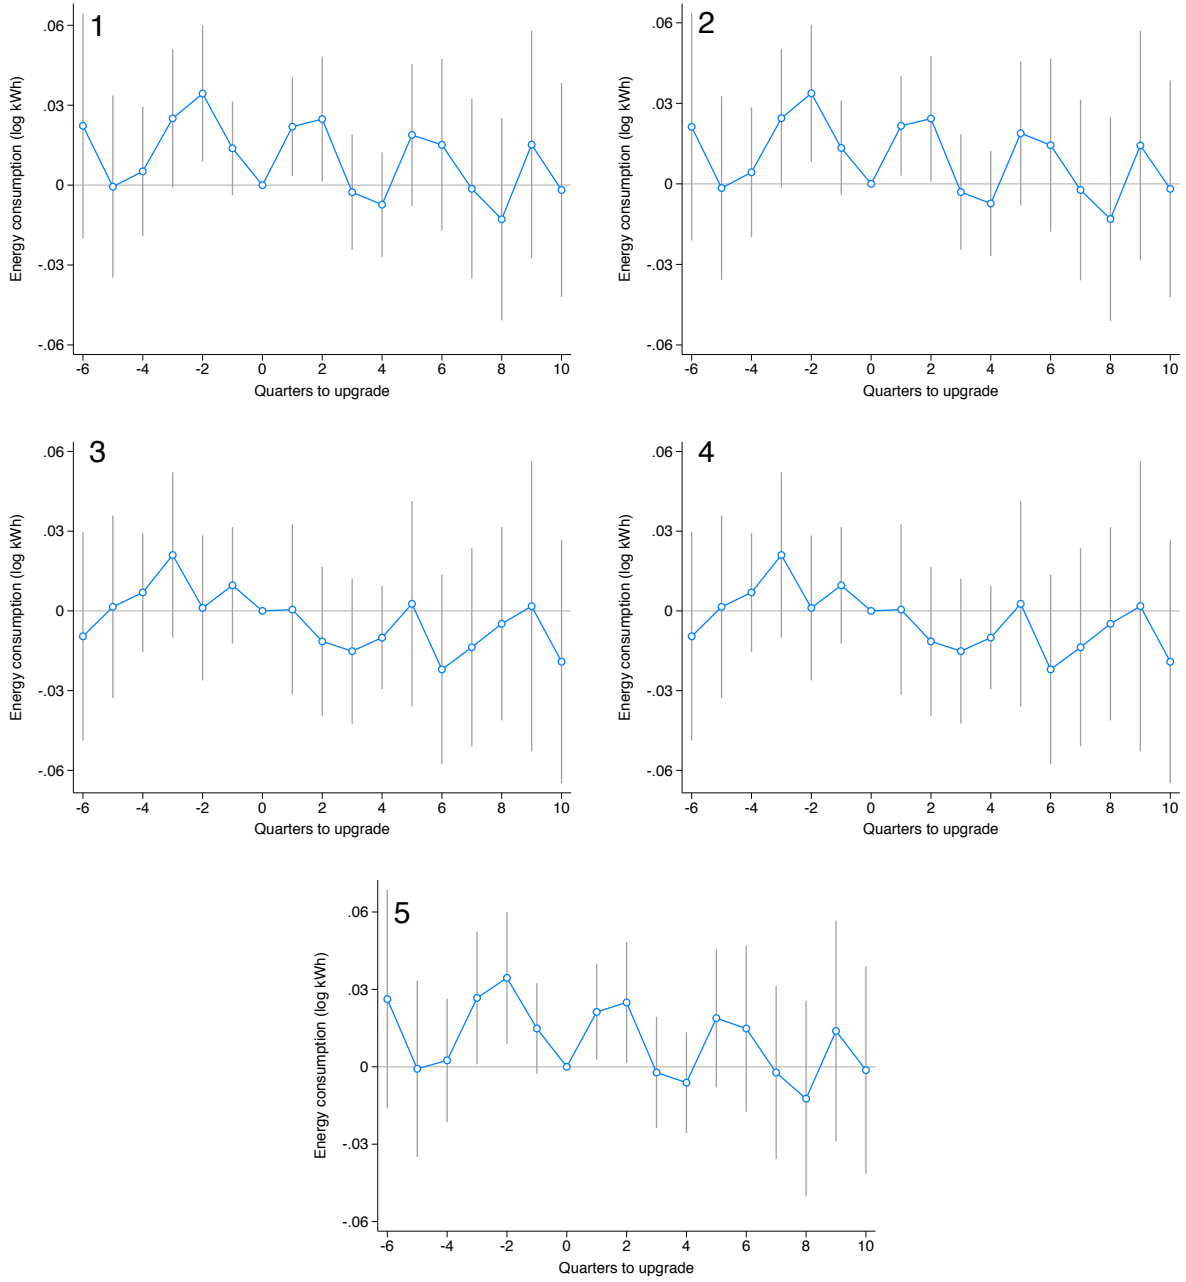 1
Energy consumption (log kWh)
.06
.03
0
-.03
-.06
-6 -4 -2 0 2 4 6 8 10
Quarters to upgrade
2
Energy consumption (log kWh)
.06
.03
0
-.03
-.06
-6 -4 -2 0 2 4 6 8 10
Quarters to upgrade
3
Energy consumption (log kWh)
.06
.03
0
-.03
-.06
-6 -4 -2 0 2 4 6 8 10
Quarters to upgrade
4
Energy consumption (log kWh)
.06
.03
0
-.03
-.06
-6 -4 -2 0 2 4 6 8 10
Quarters to upgrade
5
Energy consumption (log kWh)
.06
.03
0
-.03
-.06
-6 -4 -2 0 2 4 6 8 10
Quarters to upgrade